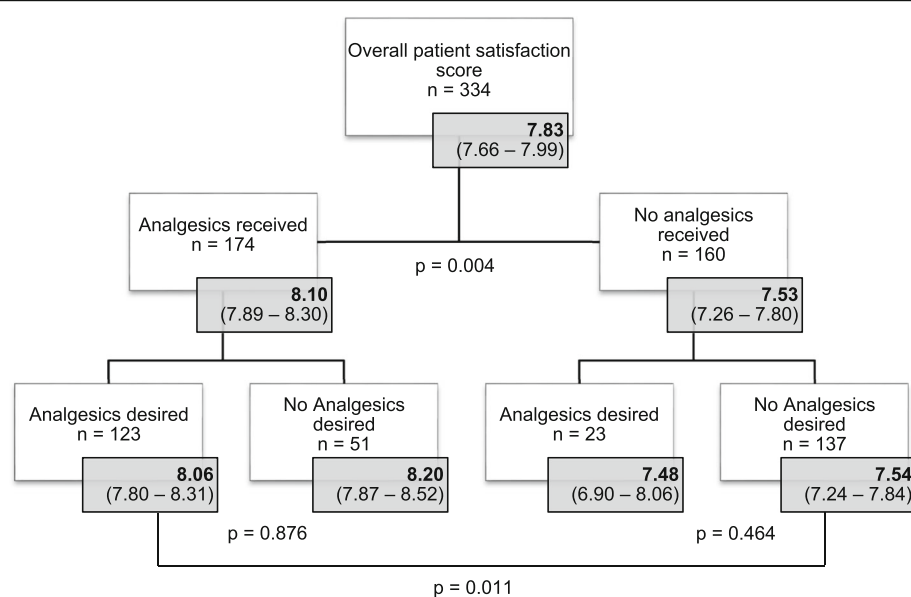 Overall patient satisfaction
score
n = 334
7.83
(7.66 – 7.99)
Analgesics received
n = 174
8.10
(7.89 – 8.30)
No analgesics
received
n = 160
7.53
(7.26 – 7.80)
p = 0.004
Analgesics desired
n = 123
8.06
(7.80 – 8.31)
No Analgesics
desired
n = 51
8.20
(7.87 – 8.52)
Analgesics desired
n = 23
7.48
(6.90 – 8.06)
No Analgesics
desired
n = 137
7.54
(7.24 – 7.84)
p = 0.876
p = 0.464
p = 0.011